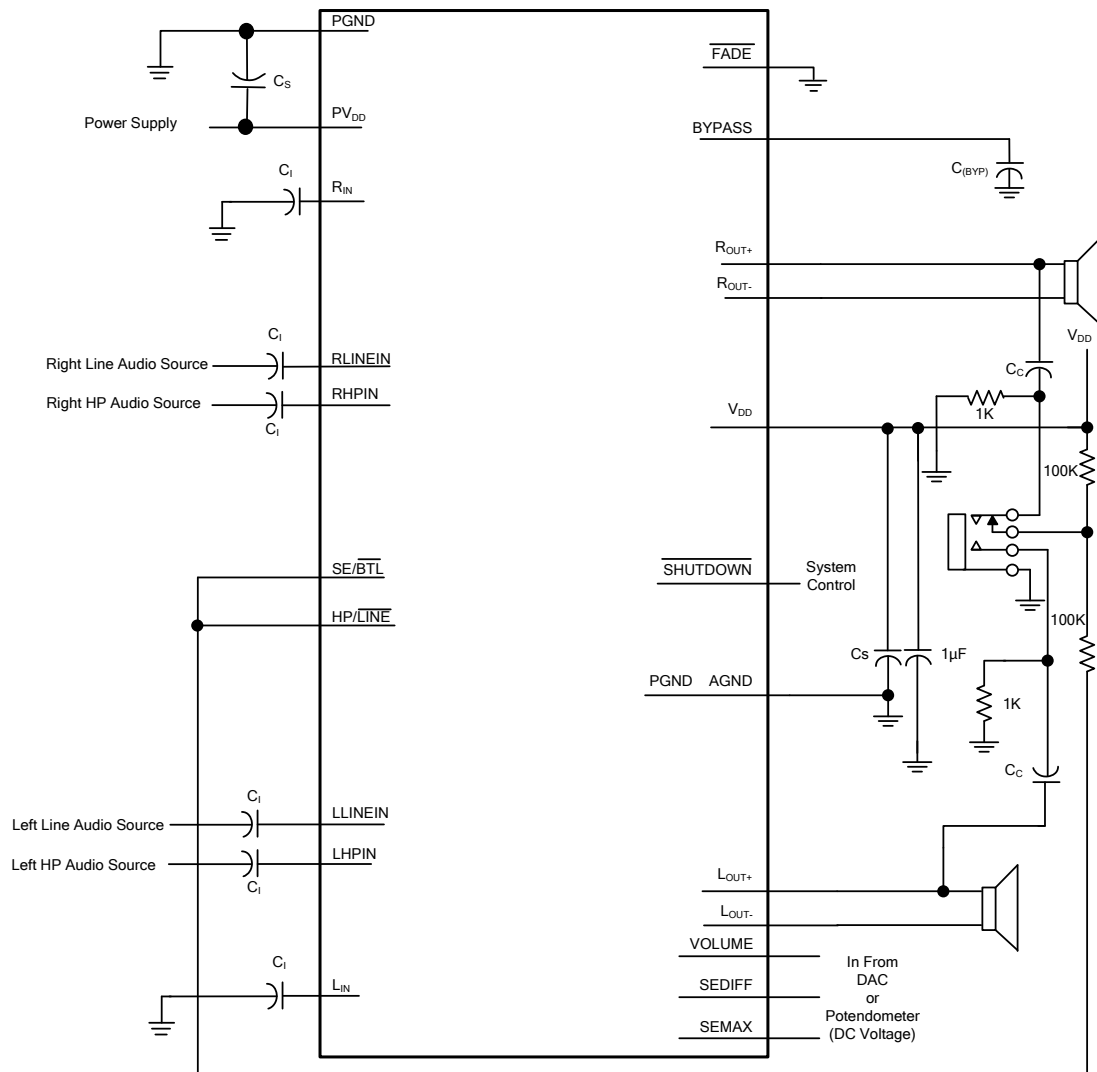 PGND
FADE
CS
Power Supply
PVDD
BYPASS
CI
RIN
C(BYP)
ROUT+
ROUT-
CI
VDD
Right Line Audio Source
RLINEIN
CC
Right HP Audio Source
RHPIN
CI
VDD
1K
100K
SE/BTL
SHUTDOWN
System
Control
HP/LINE
100K
Cs
1µF
PGND
AGND
1K
CC
CI
LLINEIN
Left Line Audio Source
Left HP Audio Source
LHPIN
CI
LOUT+
LOUT-
VOLUME
In From
DAC
or
Potendometer
(DC Voltage)
CI
LIN
SEDIFF
SEMAX